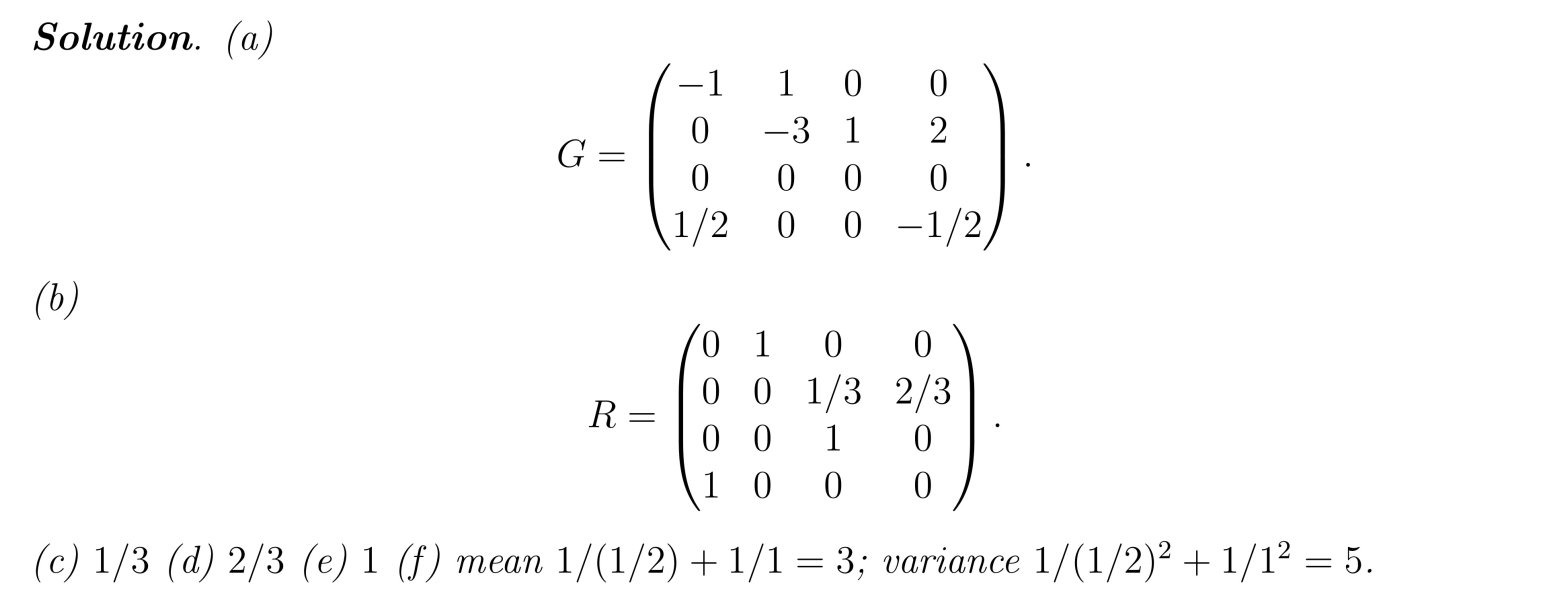 Solution. (a)
−1 1 0 0
0 −3 1 2
G =
0 0 0 0
1/2 0 0 −1/2
.
(b)
0 1 0 0
0 0 1/3 2/3
R =
0 0 1 0
1 0 0 0
.
(c) 1/3 (d) 2/3 (e) 1 (f) mean 1/(1/2) + 1/1 = 3; variance 1/(1/2)² + 1/1² = 5.